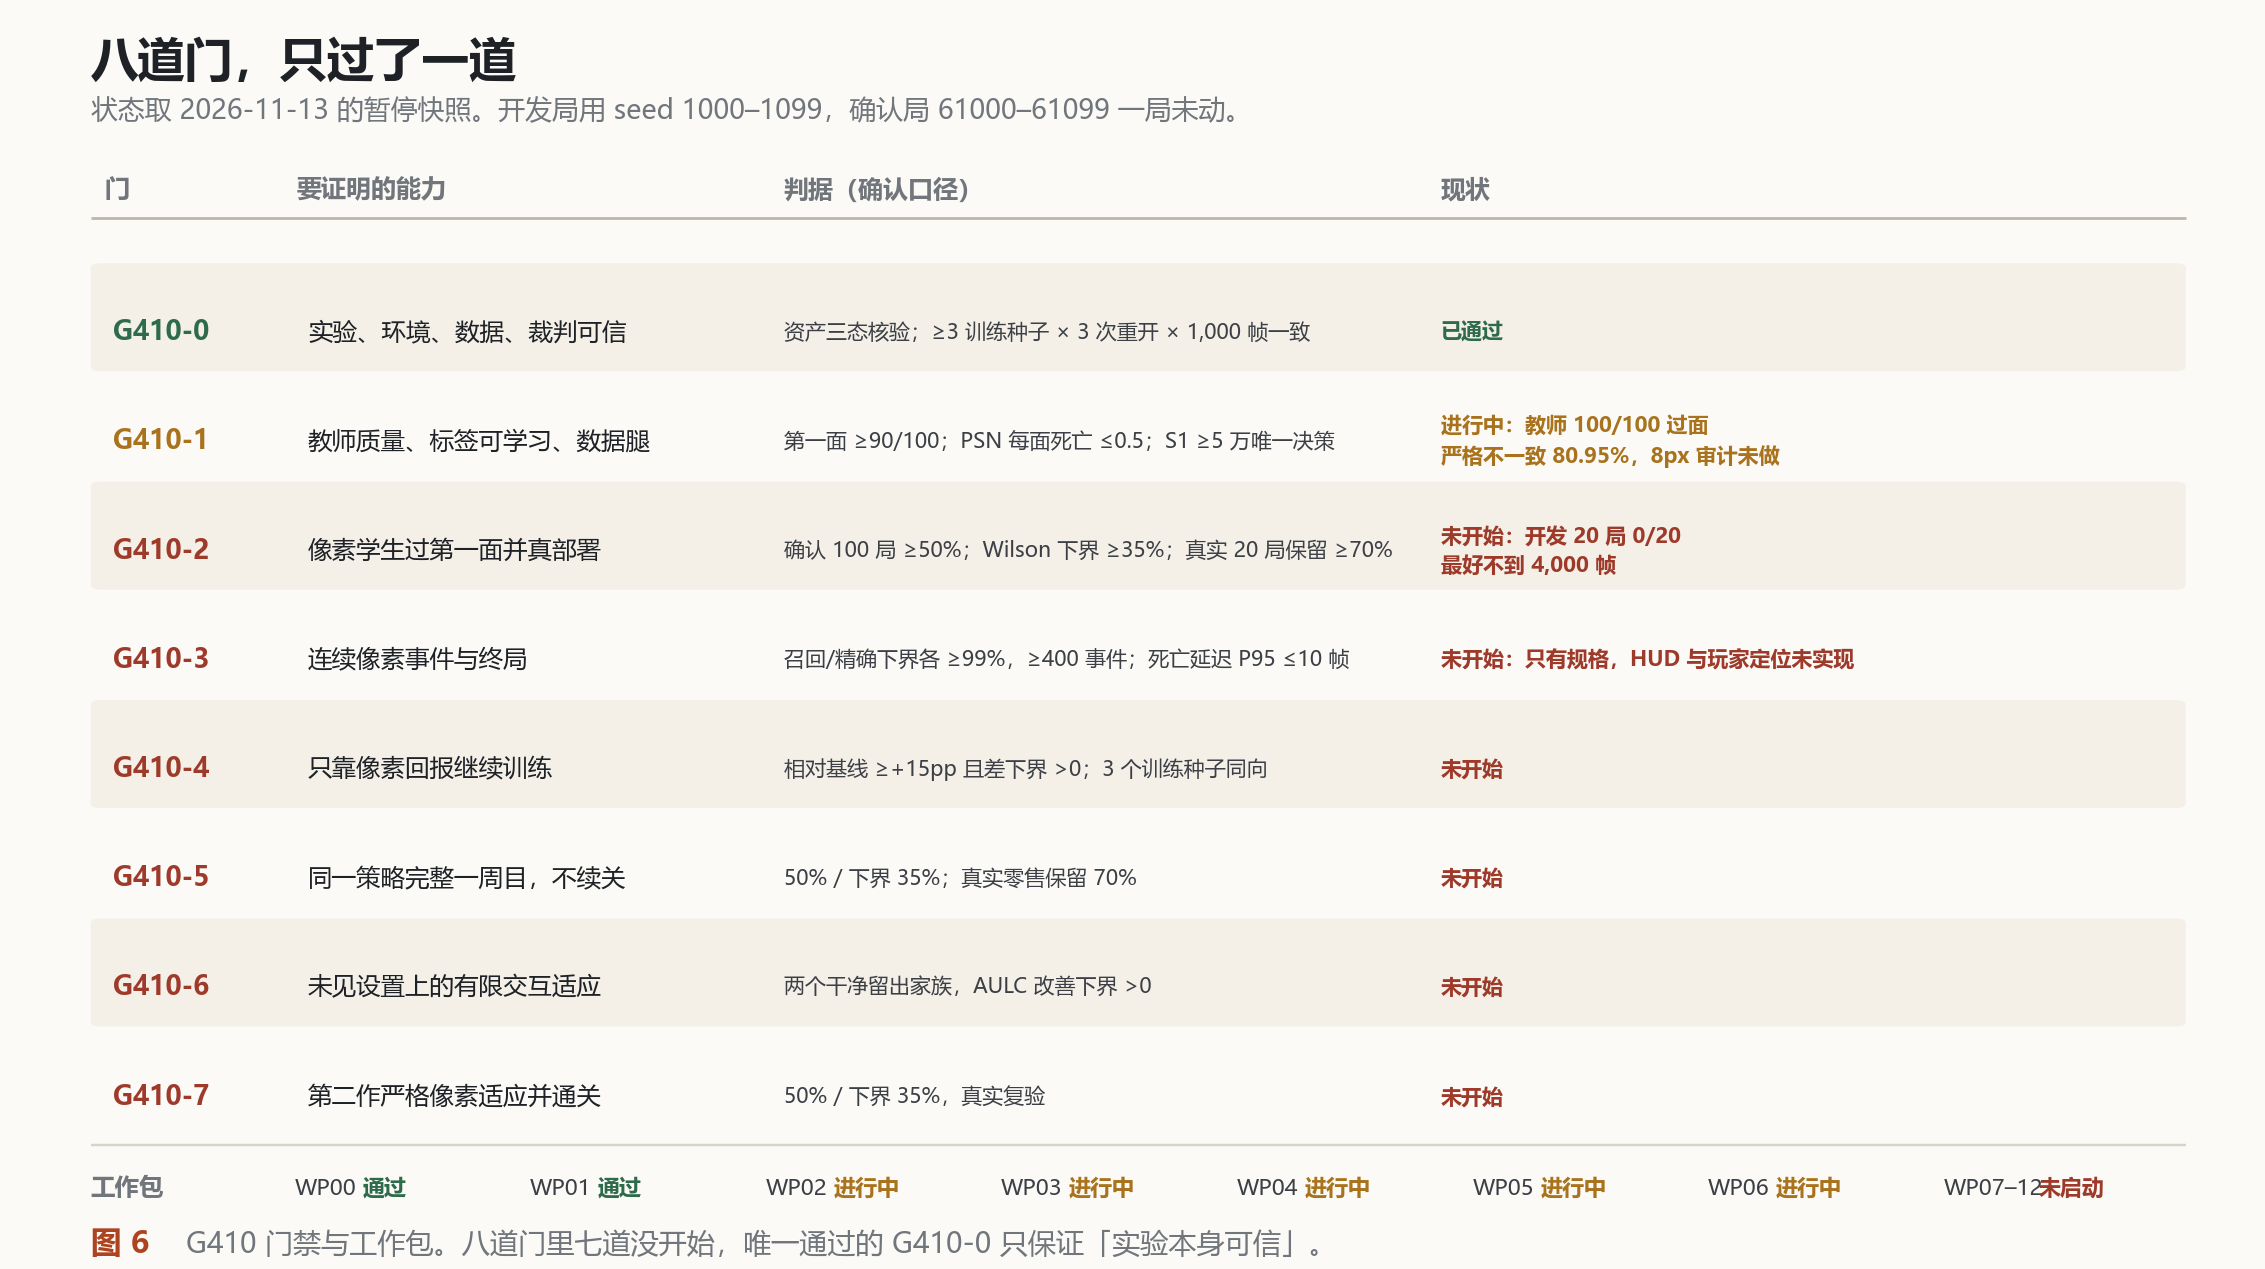 八道门，只过了一道
状态取 2026-11-13 的暂停快照。开发局用 seed 1000–1099，确认局 61000–61099 一局未动。
门 要证明的能力 判据（确认口径） 现状
G410-0 实验、环境、数据、裁判可信 资产三态核验；≥3 训练种子 × 3 次重开 × 1,000 帧一致 已通过
G410-1 教师质量、标签可学习、数据腿 第一面 ≥90/100；PSN 每面死亡 ≤0.5；S1 ≥5 万唯一决策 进行中：教师 100/100 过面
严格不一致 80.95%，8px 审计未做
G410-2 像素学生过第一面并真部署 确认 100 局 ≥50%；Wilson 下界 ≥35%；真实 20 局保留 ≥70% 未开始：开发 20 局 0/20
最好不到 4,000 帧
G410-3 连续像素事件与终局 召回/精确下界各 ≥99%，≥400 事件；死亡延迟 P95 ≤10 帧 未开始：只有规格，HUD 与玩家定位未实现
G410-4 只靠像素回报继续训练 相对基线 ≥+15pp 且差下界 >0；3 个训练种子同向 未开始
G410-5 同一策略完整一周目，不续关 50% / 下界 35%；真实零售保留 70% 未开始
G410-6 未见设置上的有限交互适应 两个干净留出家族，AULC 改善下界 >0 未开始
G410-7 第二作严格像素适应并通关 50% / 下界 35%，真实复验 未开始
工作包 WP00 通过 WP01 通过 WP02 进行中 WP03 进行中 WP04 进行中 WP05 进行中 WP06 进行中 WP07–12未启动
图 6 G410 门禁与工作包。八道门里七道没开始，唯一通过的 G410-0 只保证「实验本身可信」。